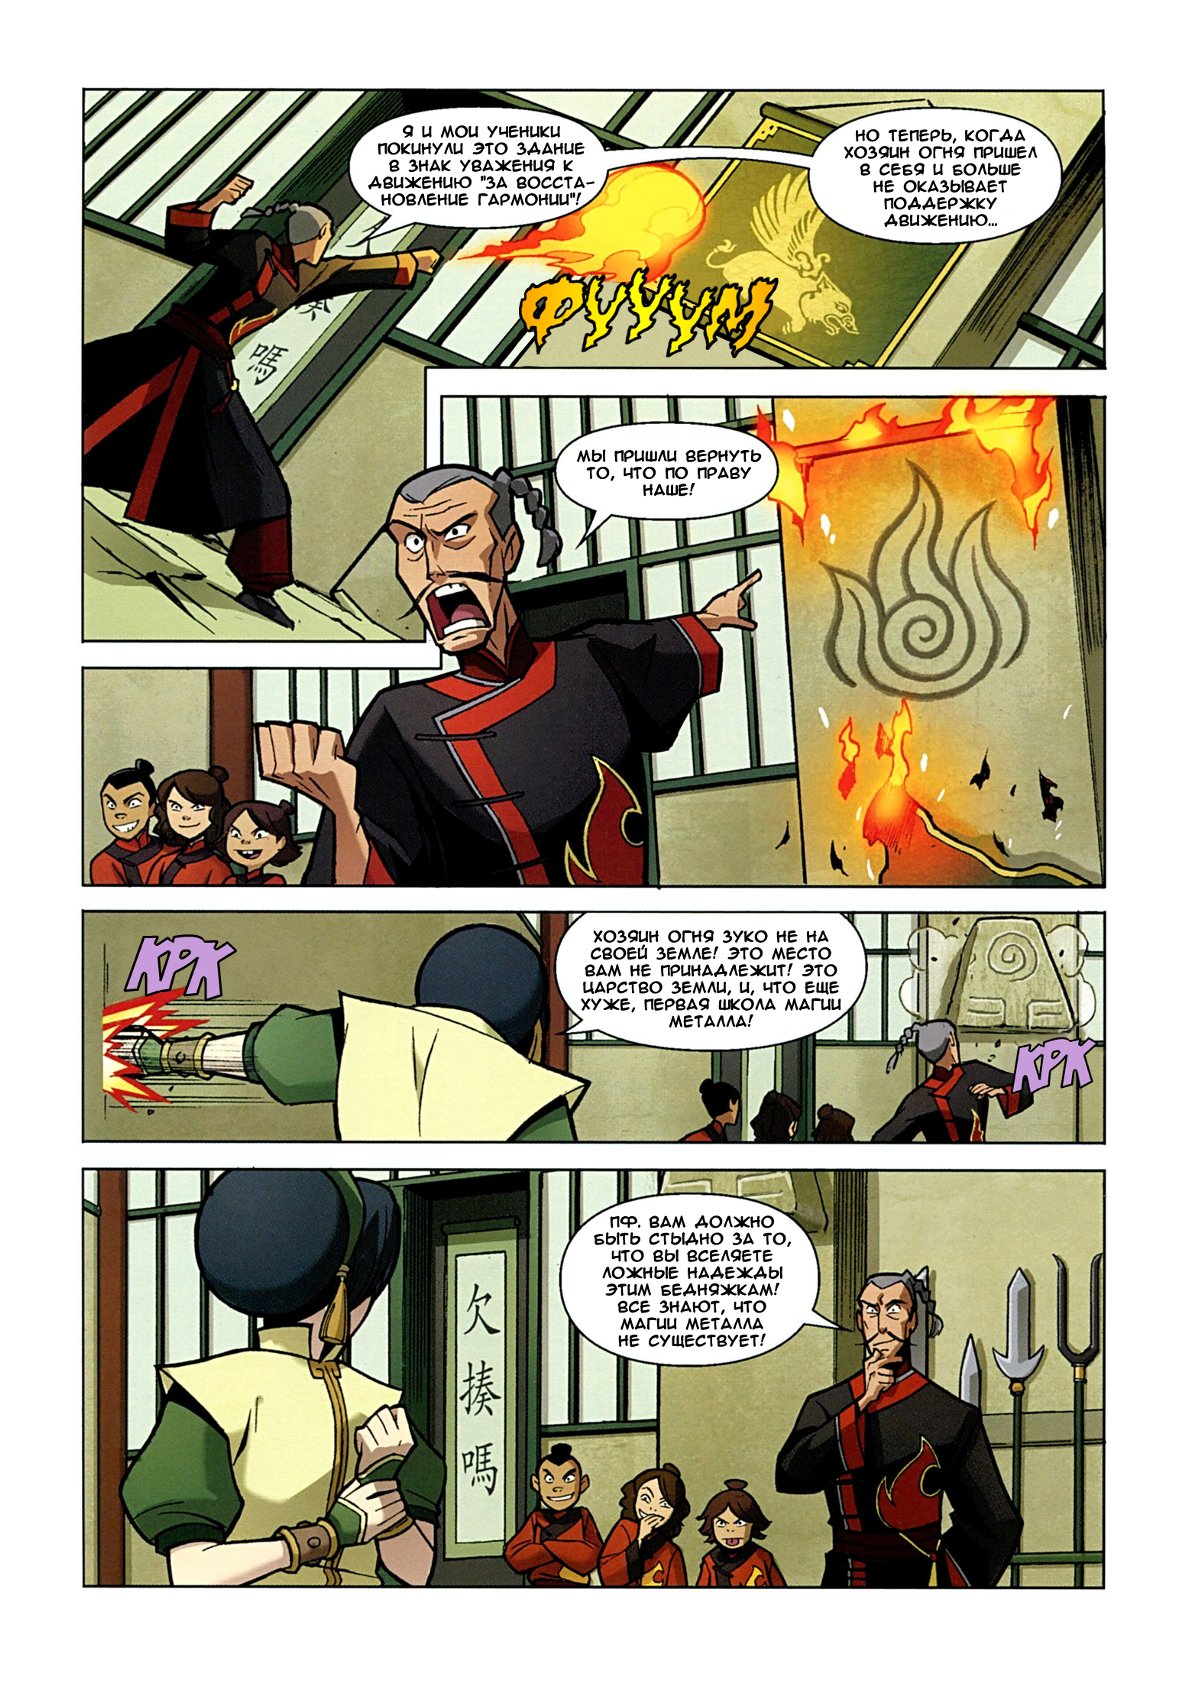 Я И МОИ УЧЕНИКИ
ПОКИНУЛИ ЭТО ЗДАНИЕ
В ЗНАК УВАЖЕНИЯ К
ДВИЖЕНИЮ "ЗА ВОССТА-
НОВЛЕНИЕ ГАРМОНИИ"!
НО ТЕПЕРЬ, КОГДА
ХОЗЯИН ОГНЯ ПРИШЕЛ
В СЕБЯ И БОЛЬШЕ
НЕ ОКАЗЫВАЕТ
ПОДДЕРЖКУ
ДВИЖЕНИЮ...
ФУУУМ
揍
嗎
МЫ ПРИШЛИ ВЕРНУТЬ
ТО, ЧТО ПО ПРАВУ
НАШЕ!
КРК
ХОЗЯИН ОГНЯ ЗУКО НЕ НА
СВОЕЙ ЗЕМЛЕ! ЭТО МЕСТО
ВАМ НЕ ПРИНАДЛЕЖИТ! ЭТО
ЦАРСТВО ЗЕМЛИ, И, ЧТО ЕЩЕ
ХУЖЕ, ПЕРВАЯ ШКОЛА МАГИИ
МЕТАЛЛА!
КРК
ПФ. ВАМ ДОЛЖНО
БЫТЬ СТЫДНО ЗА ТО,
ЧТО ВЫ ВСЕЛЯЕТЕ
ЛОЖНЫЕ НАДЕЖДЫ
ЭТИМ БЕДНЯЖКАМ!
ВСЕ ЗНАЮТ, ЧТО
МАГИИ МЕТАЛЛА
НЕ СУЩЕСТВУЕТ!
欠
揍
嗎